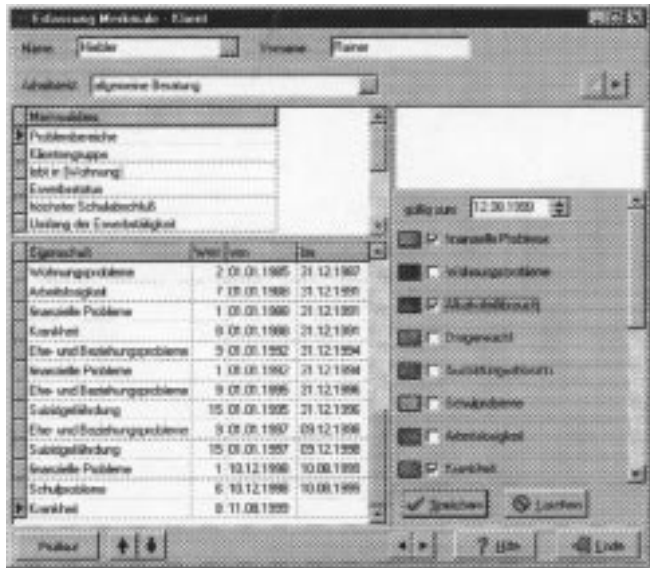 Erfassung Merkmale - Klient
Name: Hiebler Vorname: Rainer
Arbeitsfeld: allgemeine Beratung
Merkmalsklass
Problembereiche
Klientengruppe
lebt in (Wohnung)
Erwerbsstatus
höchster Schulabschluß
Umfang der Erwerbstätigkeit
gültig zum: 12.08.1999
finanzielle Probleme
Wohnungsprobleme
Alkoholmißbrauch
Drogensucht
Schulprobleme
Arbeitslosigkeit
Krankheit
Eigenschaft Wert von bis
Wohnungsprobleme 2 01.01.1985 31.12.1987
Arbeitslosigkeit 7 01.01.1988 31.12.1991
finanzielle Probleme 1 01.01.1988 31.12.1991
Krankheit 8 01.01.1988 31.12.1991
Ehe- und Beziehungsprobleme 9 01.01.1992 31.12.1994
finanzielle Probleme 1 01.01.1992 31.12.1994
Ehe- und Beziehungsprobleme 9 01.01.1995 31.12.1996
Suizidgefährdung 15 01.01.1995 31.12.1996
Ehe- und Beziehungsprobleme 9 01.01.1997 09.12.1998
Suizidgefährdung 15 01.01.1997 09.12.1998
finanzielle Probleme 1 10.12.1998 10.08.1999
Schulprobleme 6 10.12.1998 10.08.1999
Krankheit 8 11.08.1999
Speichern Löschen
? Hilfe Ende